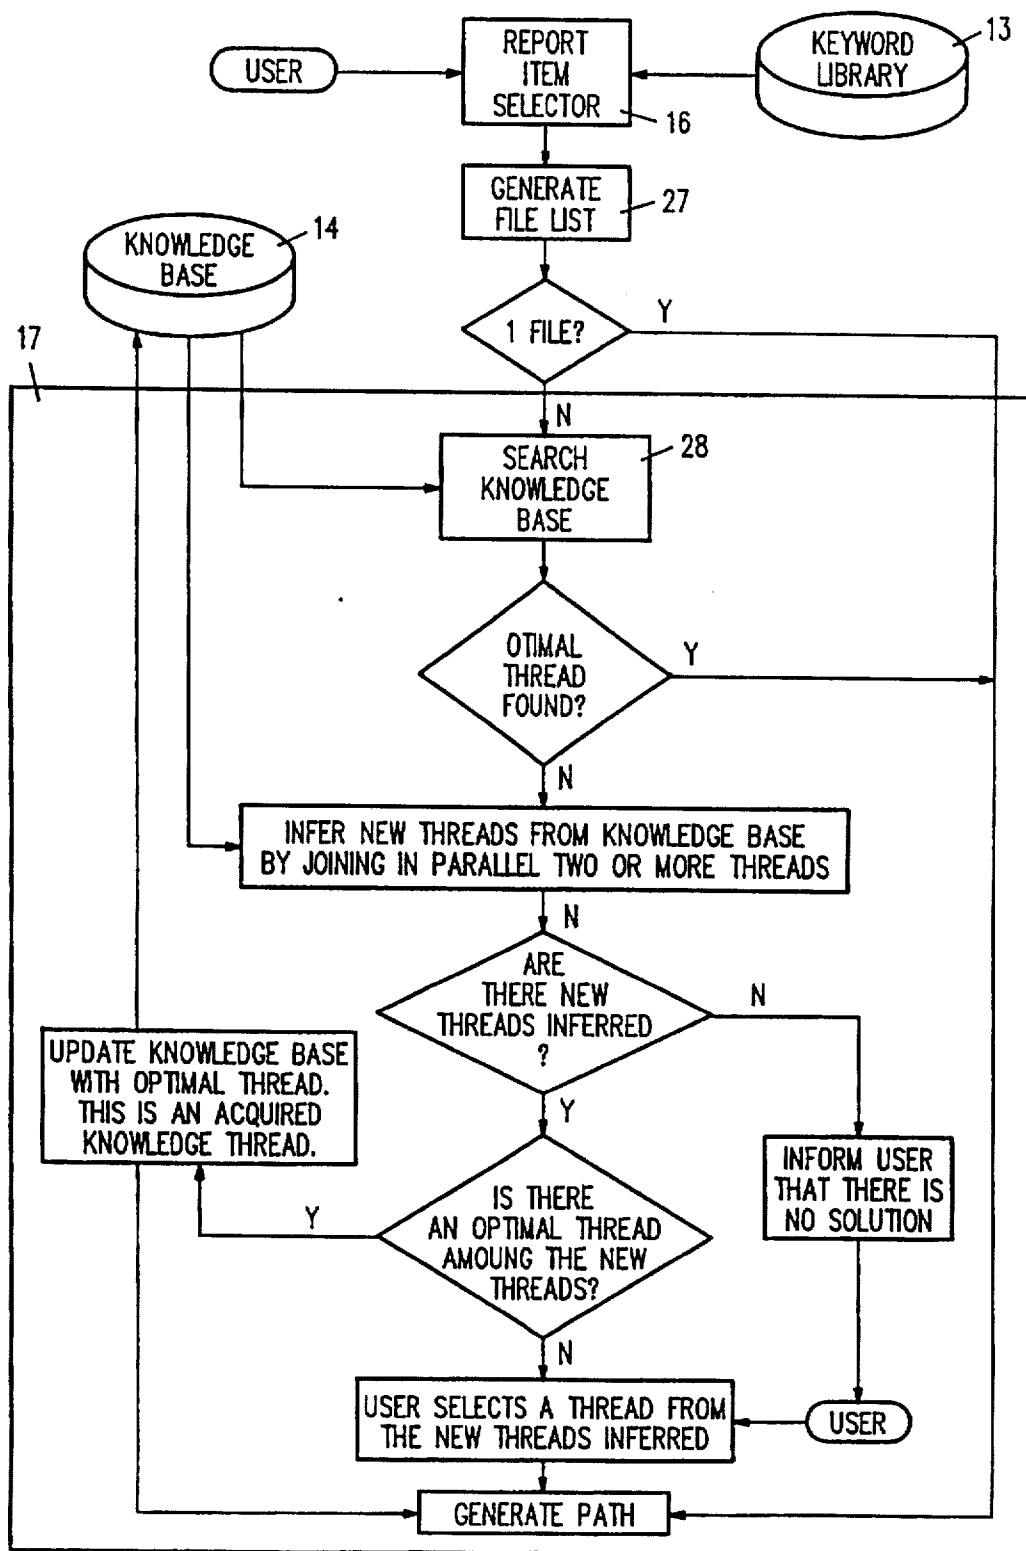 REPORT
ITEM
SELECTOR
16
USER
KEYWORD
LIBRARY
13
GENERATE
FILE LIST
27
KNOWLEDGE
BASE
14
1 FILE?
Y
17
N
SEARCH
KNOWLEDGE
BASE
28
OTIMAL
THREAD
FOUND?
Y
N
INFER NEW THREADS FROM KNOWLEDGE BASE
BY JOINING IN PARALLEL TWO OR MORE THREADS
N
ARE
THERE NEW
THREADS INFERRED
?
N
Y
UPDATE KNOWLEDGE BASE
WITH OPTIMAL THREAD.
THIS IS AN ACQUIRED
KNOWLEDGE THREAD.
INFORM USER
THAT THERE IS
NO SOLUTION
IS THERE
AN OPTIMAL THREAD
AMOUNG THE NEW
THREADS?
Y
N
USER SELECTS A THREAD FROM
THE NEW THREADS INFERRED
USER
GENERATE PATH